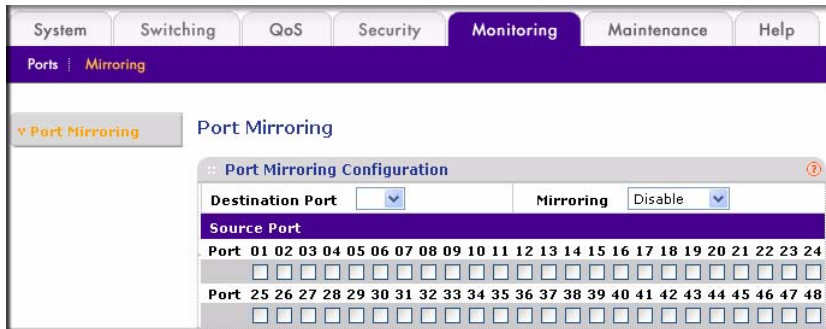 System Switching QoS Security Monitoring Maintenance Help
Ports Mirroring
Port Mirroring
Port Mirroring
Port Mirroring Configuration ?
Destination Port Mirroring Disable
Source Port
Port 01 02 03 04 05 06 07 08 09 10 11 12 13 14 15 16 17 18 19 20 21 22 23 24
Port 25 26 27 28 29 30 31 32 33 34 35 36 37 38 39 40 41 42 43 44 45 46 47 48